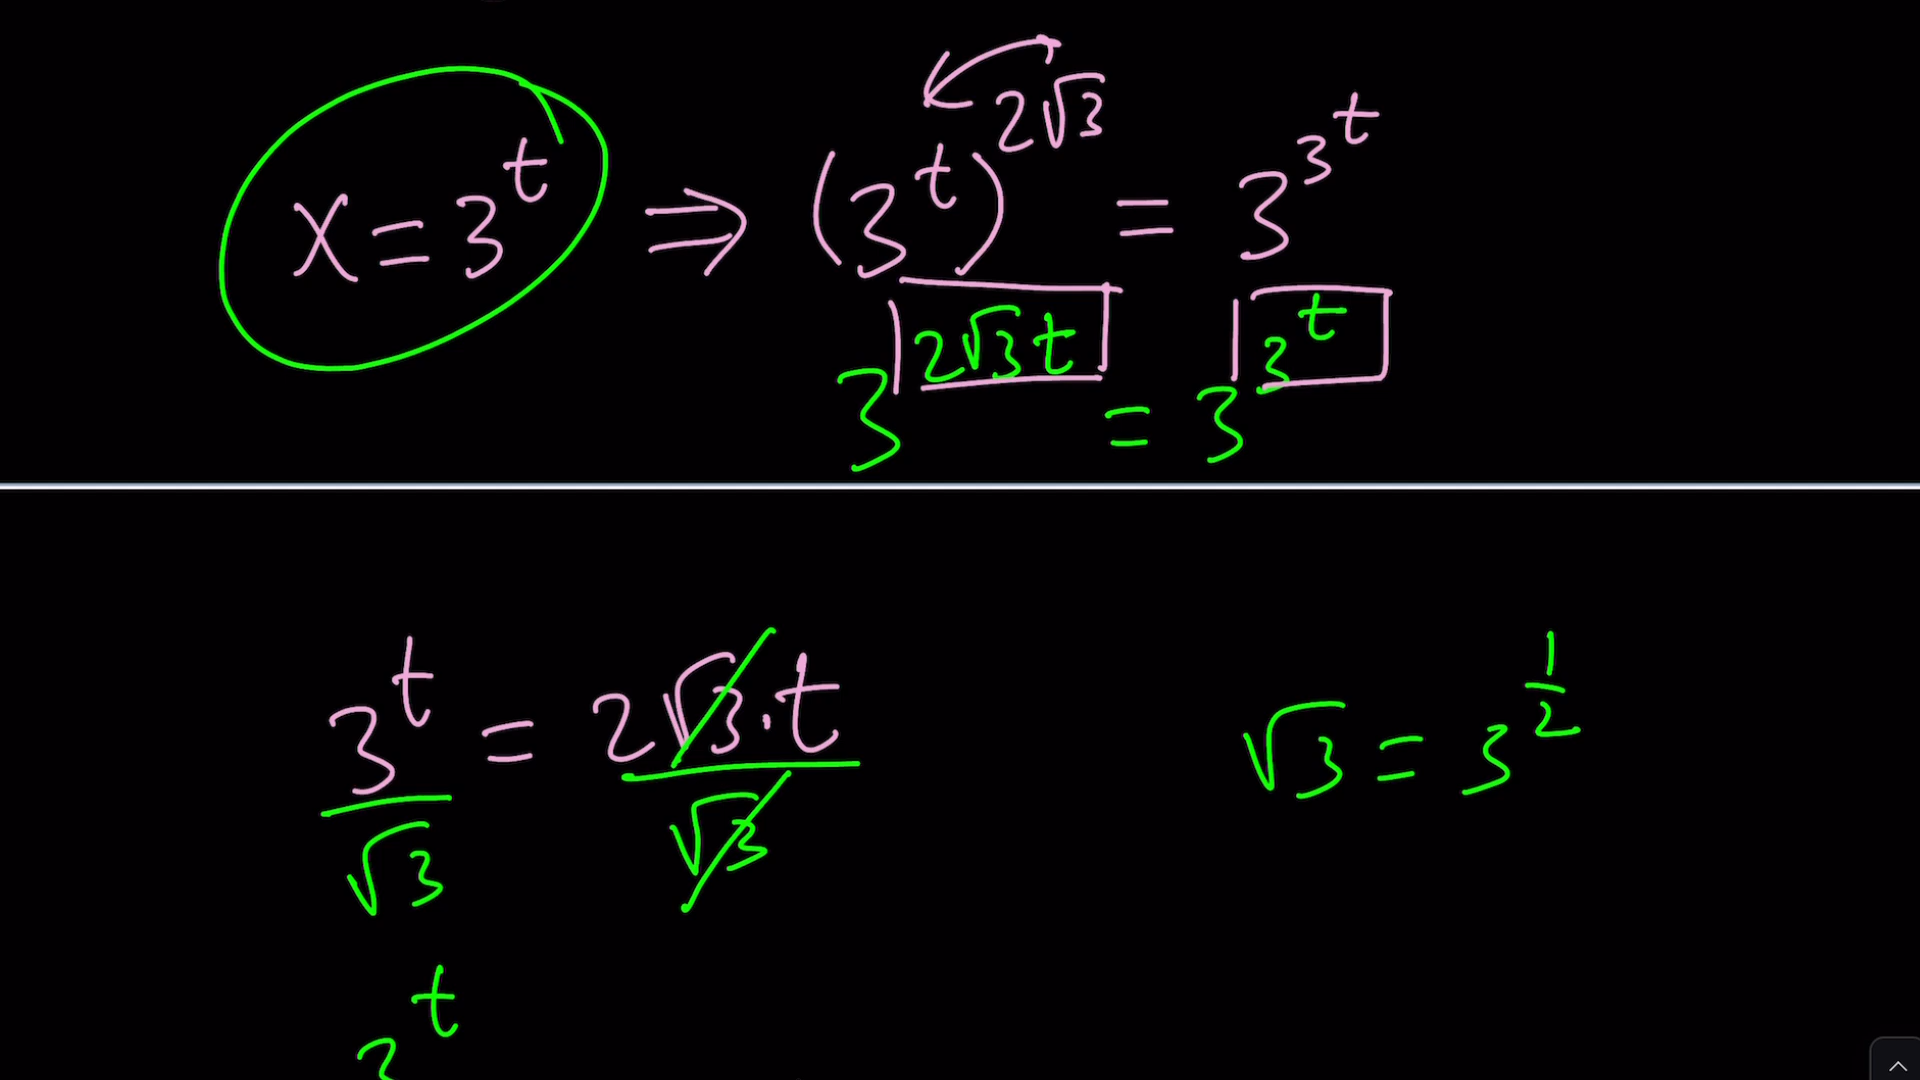 x = 3^t ⇒ (3^t)^{2√3} = 3^{3^t}
3^{2√3t} = 3^{3^t}
3^t/√3 = 2√3·t/√3
√3 = 3^{1/2}
3^t